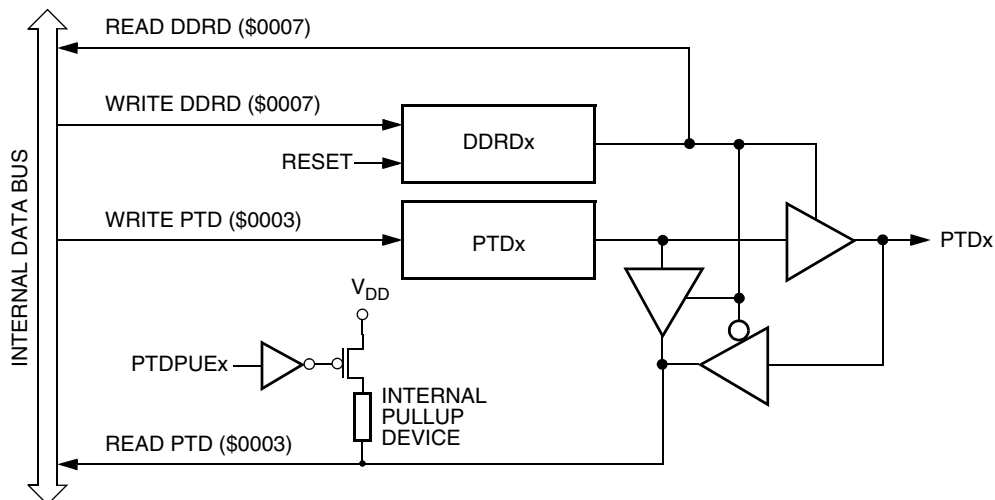 READ DDRD ($0007)
WRITE DDRD ($0007)
DDRDx
RESET
INTERNAL DATA BUS
WRITE PTD ($0003)
PTDx
PTDx
VDD
PTDPUEx
INTERNAL
PULLUP
DEVICE
READ PTD ($0003)